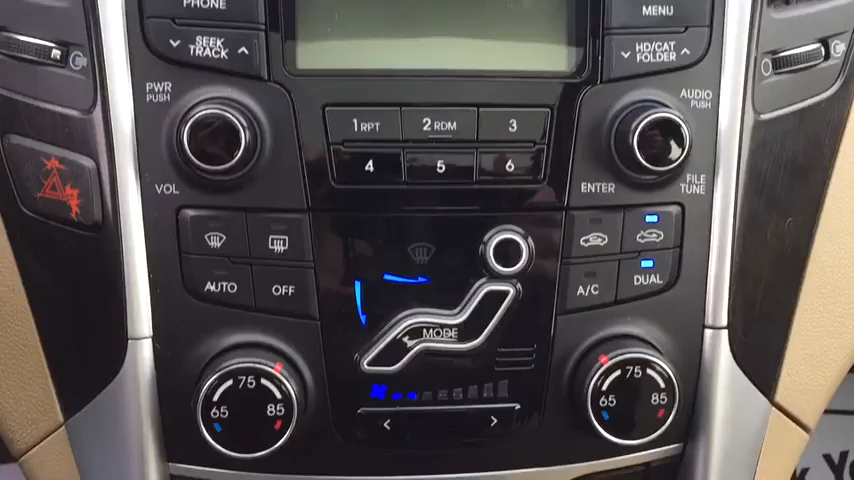 PHONE
MENU
SEEK
TRACK
HD/CAT
FOLDER
PWR
PUSH
AUDIO
PUSH
1 RPT
2 RDM
3
4
5
6
VOL
ENTER
FILE
TUNE
AUTO
OFF
A/C
DUAL
MODE
75
65
85
75
65
85